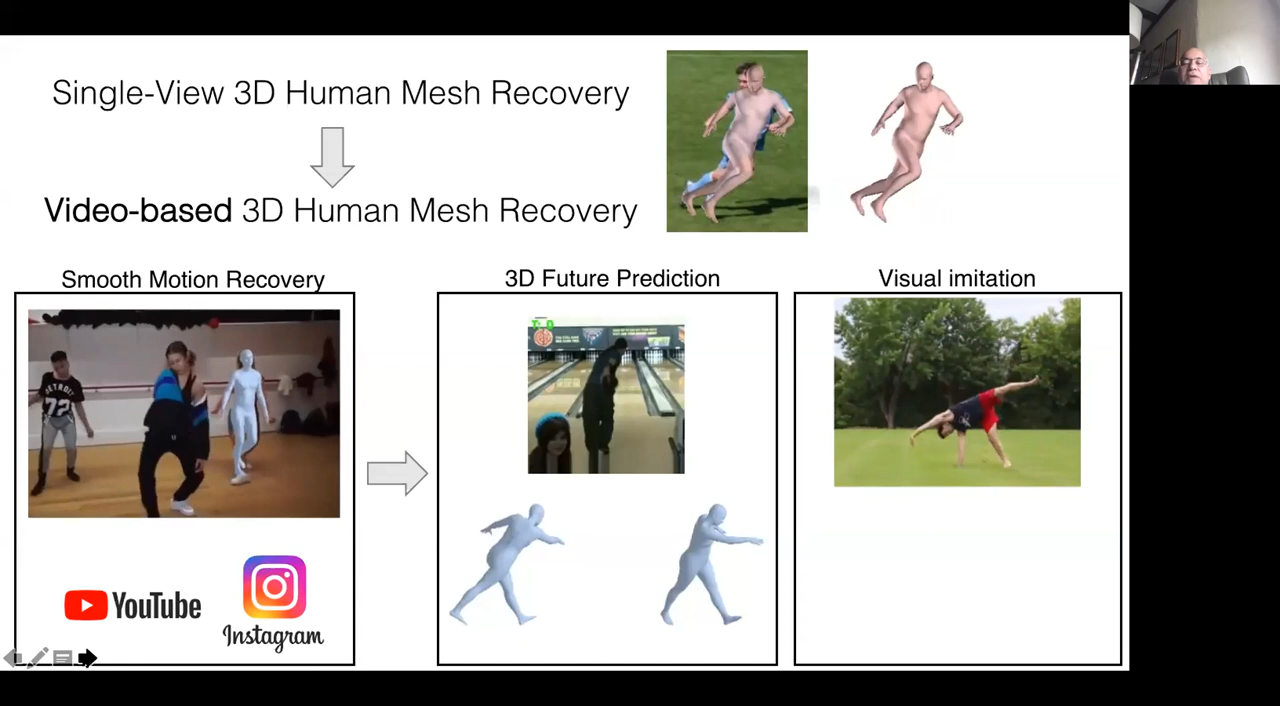 Single-View 3D Human Mesh Recovery
Video-based 3D Human Mesh Recovery
Smooth Motion Recovery
3D Future Prediction
Visual imitation
DETROIT
72
YouTube
Instagram